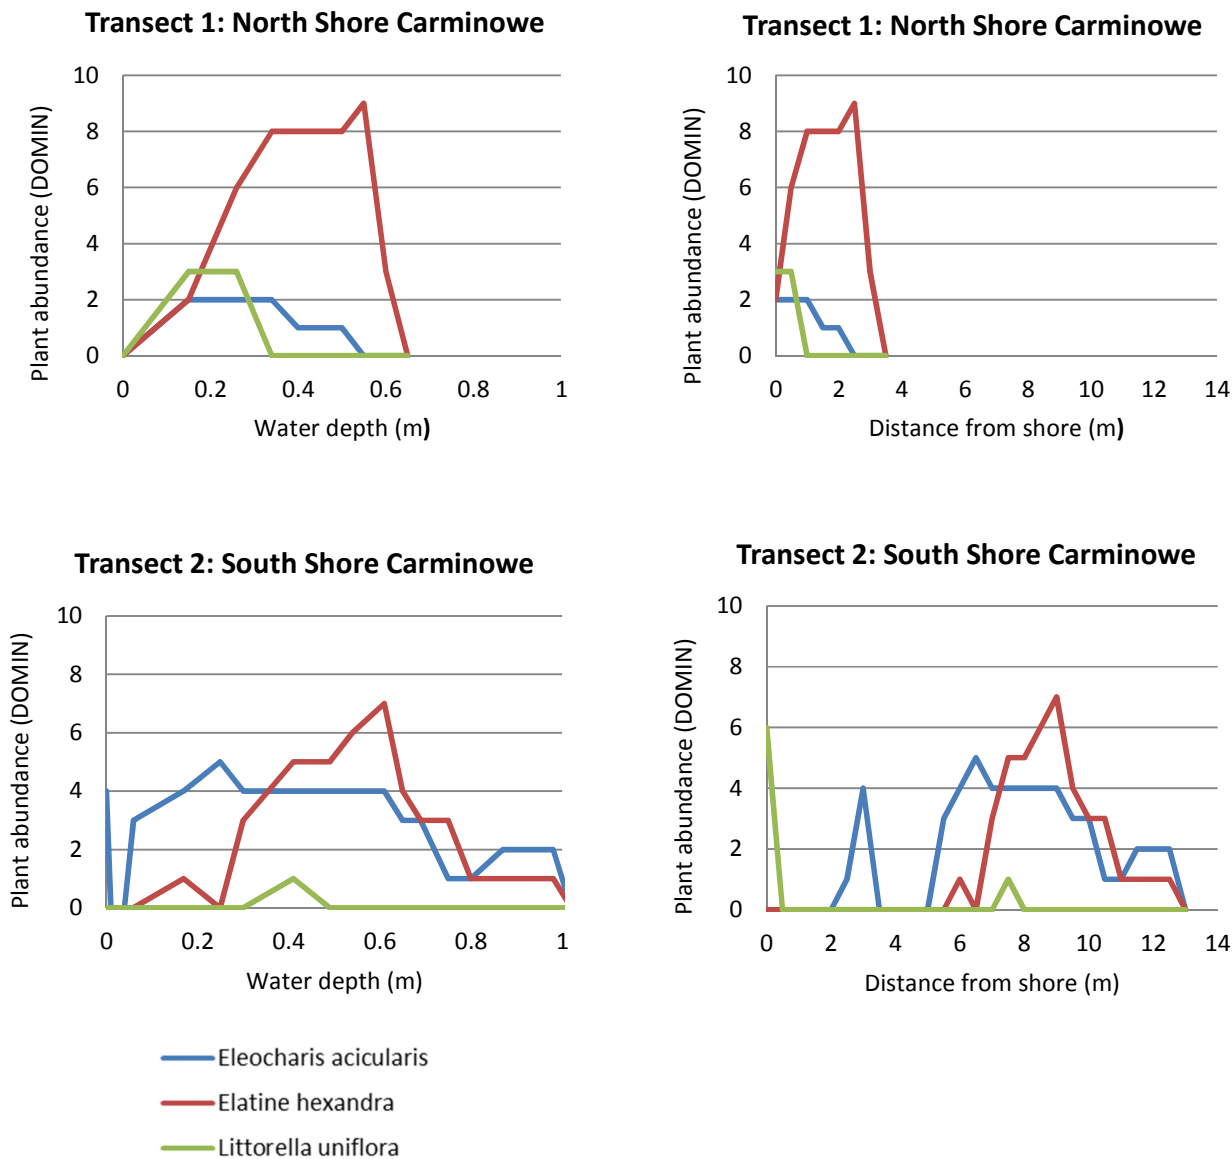 Transect 1: North Shore Carminowe
Plant abundance (DOMIN)
10
8
6
4
2
0
0 0.2 0.4 0.6 0.8 1
Water depth (m)
Transect 1: North Shore Carminowe
Plant abundance (DOMIN)
10
8
6
4
2
0
0 2 4 6 8 10 12 14
Distance from shore (m)
Transect 2: South Shore Carminowe
Plant abundance (DOMIN)
10
8
6
4
2
0
0 0.2 0.4 0.6 0.8 1
Water depth (m)
Transect 2: South Shore Carminowe
Plant abundance (DOMIN)
10
8
6
4
2
0
0 2 4 6 8 10 12 14
Distance from shore (m)
Eleocharis acicularis
Elatine hexandra
Littorella uniflora